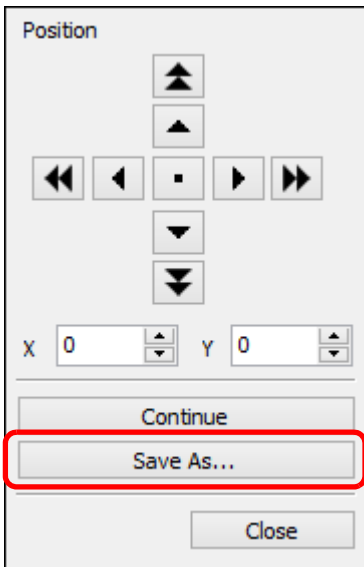 Position
X 0 Y 0
Continue
Save As...
Close